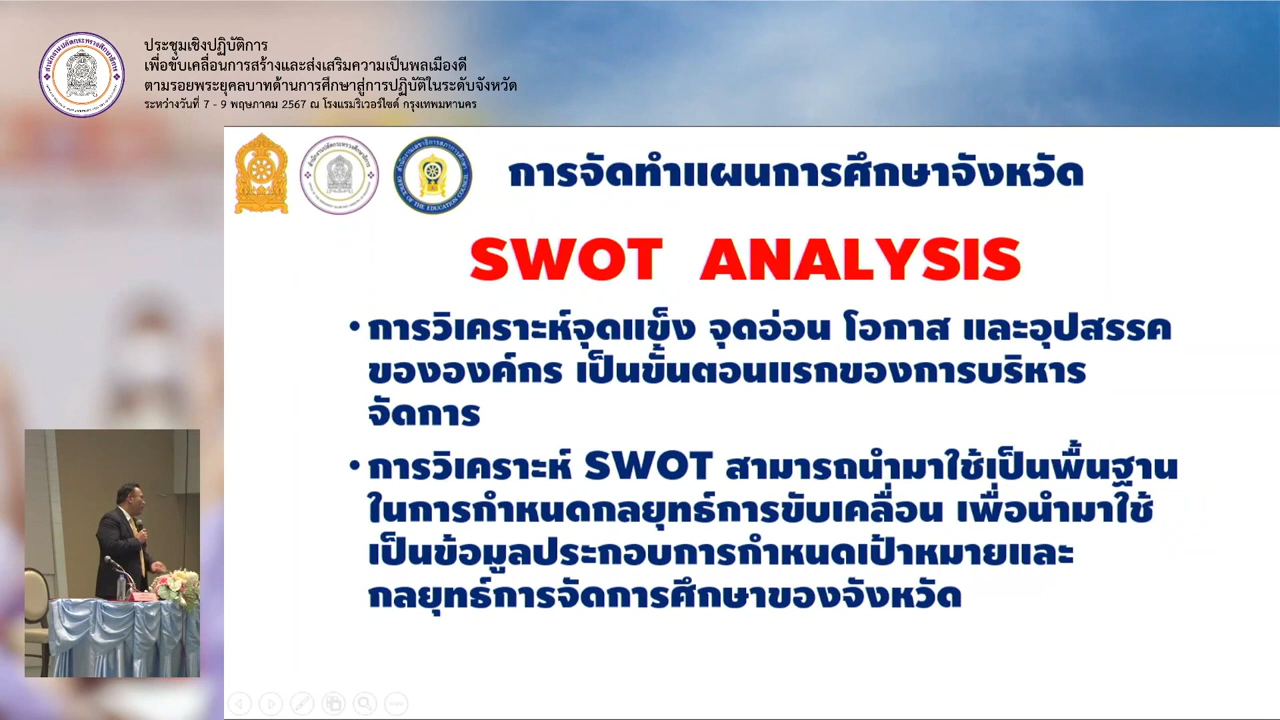 ประชุมเชิงปฏิบัติการ
เพื่อขับเคลื่อนการสร้างและส่งเสริมความเป็นพลเมืองดี
ตามรอยพระยุคลบาทด้านการศึกษาสู่การปฏิบัติในระดับจังหวัด
ระหว่างวันที่ 7 - 9 พฤษภาคม 2567 ณ โรงแรมริเวอร์ไซด์ กรุงเทพมหานคร
การจัดทำแผนการศึกษาจังหวัด
SWOT ANALYSIS
• การวิเคราะห์จุดแข็ง จุดอ่อน โอกาส และอุปสรรค
ขององค์กร เป็นขั้นตอนแรกของการบริหาร
จัดการ
• การวิเคราะห์ SWOT สามารถนำมาใช้เป็นพื้นฐาน
ในการกำหนดกลยุทธ์การขับเคลื่อน เพื่อนำมาใช้
เป็นข้อมูลประกอบการกำหนดเป้าหมายและ
กลยุทธ์การจัดการศึกษาของจังหวัด